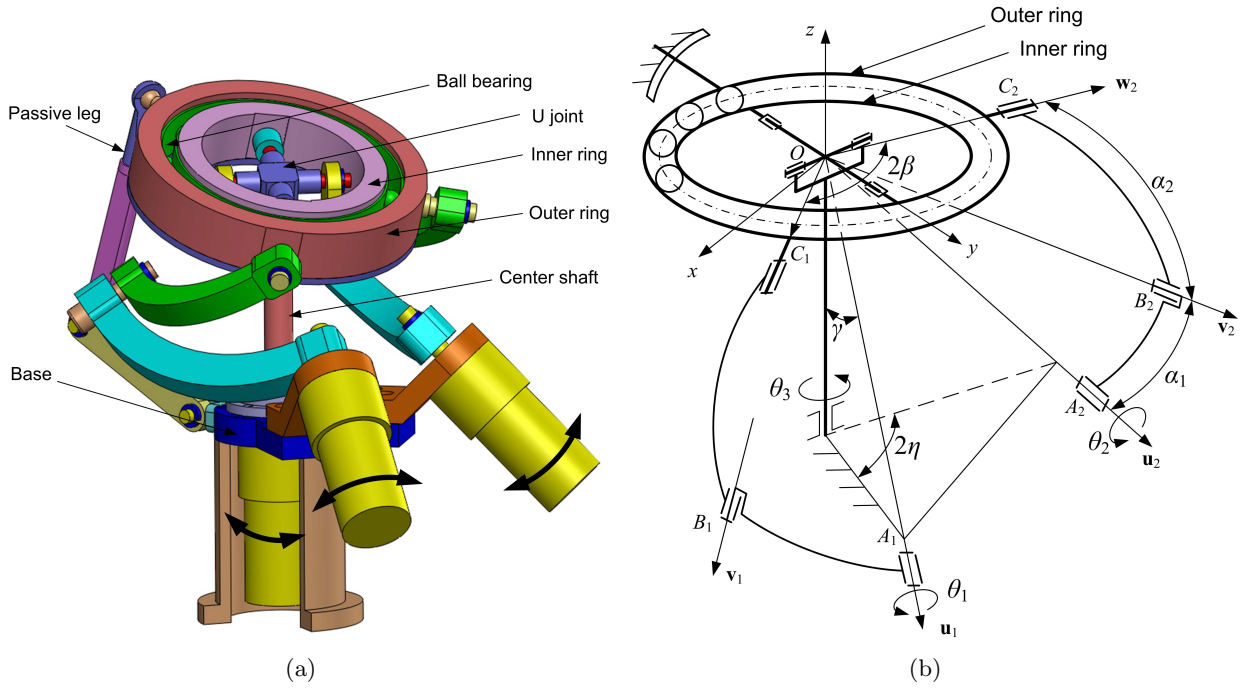 Ball bearing
Passive leg
U joint
Inner ring
Outer ring
Center shaft
Base
(a)
Outer ring
Inner ring
z
C₂
w₂
O
2β
α₂
x
y
C₁
B₂
v₂
γ
α₁
θ₃
A₂
θ₂
u₂
2η
B₁
A₁
v₁
θ₁
u₁
(b)